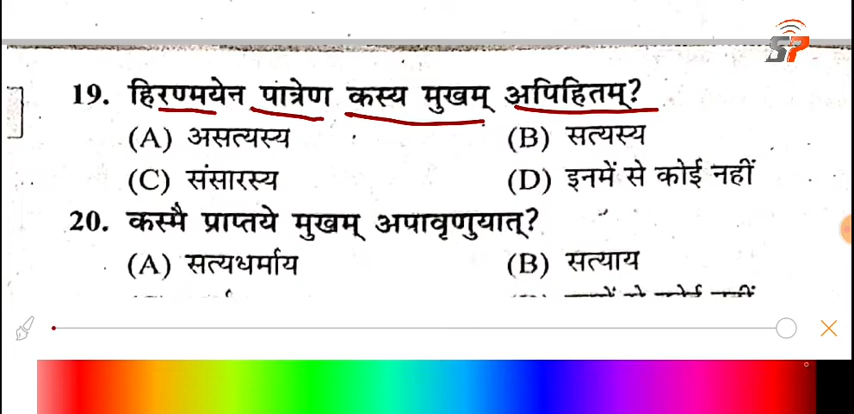 SP
19. हिरण्मयेन पात्रेण कस्य मुखम् अपिहितम्?
(A) असत्यस्य (B) सत्यस्य
(C) संसारस्य (D) इनमें से कोई नहीं
20. कस्मै प्राप्तये मुखम् अपावृणुयात्?
(A) सत्यधर्माय (B) सत्याय